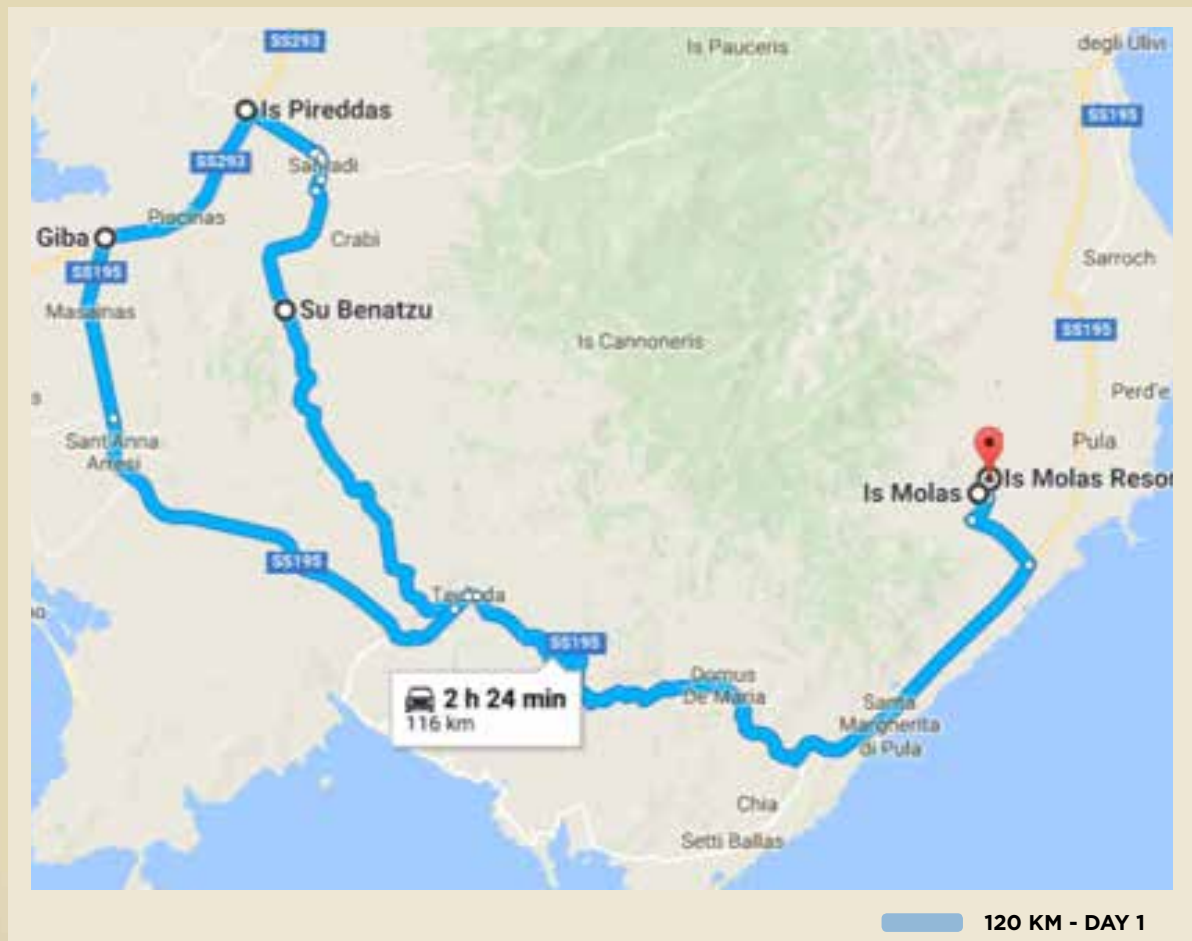 SS293
Is Pauceris
degli Ulivi
Is Pireddas
SS195
SS293
Santadi
Piscinas
Giba
Crabì
SS195
Sarroch
Masainas
Su Benatzu
SS195
Is Cannoneris
Perd'e
Sant'Anna
Arresi
Pula
Is Molas Resor
Is Molas
SS195
Teulada
SS195
2 h 24 min
116 km
Domus
De Maria
Santa
Margherita
di Pula
Chia
Setti Ballas
120 KM - DAY 1